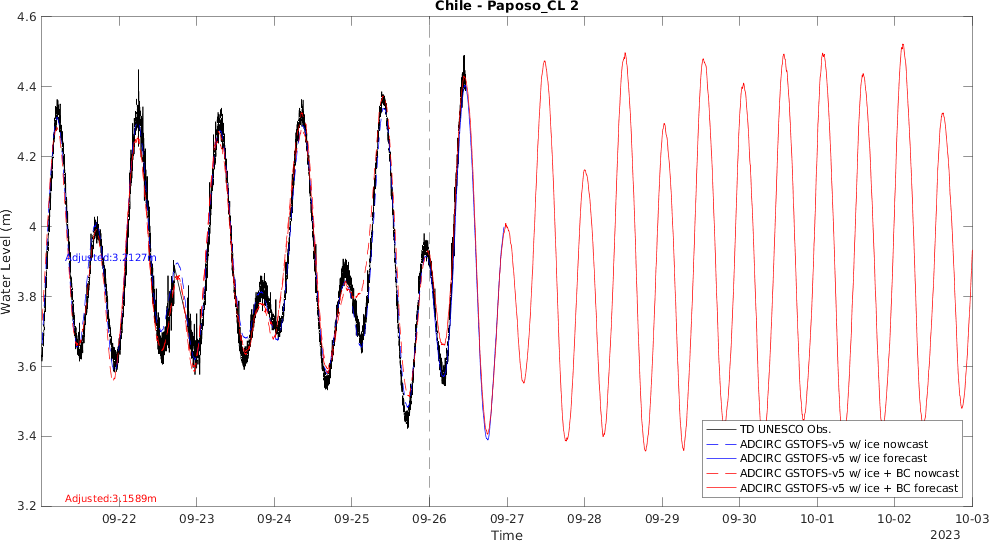 Chile - Paposo_CL 2
4.6
4.4
4.2
4
3.8
3.6
3.4
3.2
Water Level (m)
Adjusted:3.2127m
Adjusted:3.1589m
TD UNESCO Obs.
ADCIRC GSTOFS-v5 w/ ice nowcast
ADCIRC GSTOFS-v5 w/ ice forecast
ADCIRC GSTOFS-v5 w/ ice + BC nowcast
ADCIRC GSTOFS-v5 w/ ice + BC forecast
09-22 09-23 09-24 09-25 09-26 09-27 09-28 09-29 09-30 10-01 10-02 10-03
Time
2023